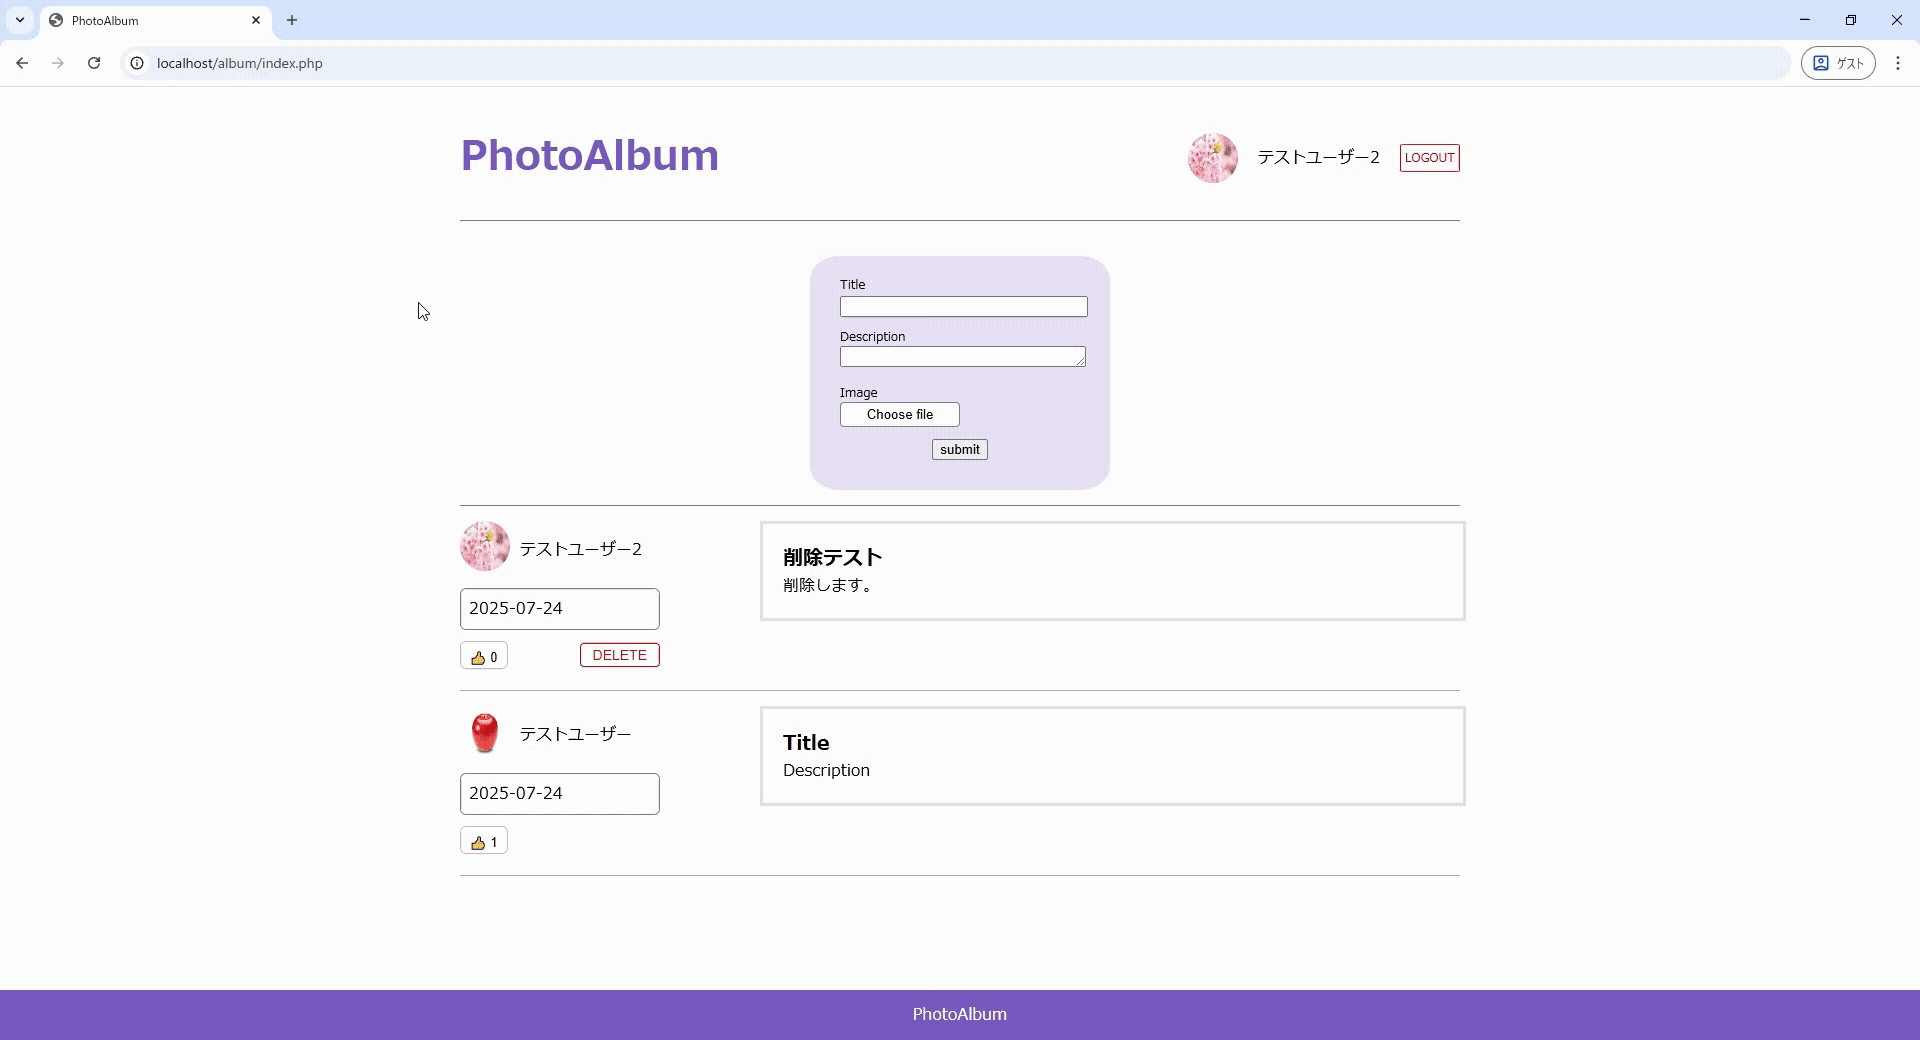 PhotoAlbum
localhost/album/index.php
ゲスト
PhotoAlbum
テストユーザー2
LOGOUT
Title
Description
Image
Choose file
submit
テストユーザー2
2025-07-24
0
DELETE
削除テスト
削除します。
テストユーザー
2025-07-24
1
Title
Description
PhotoAlbum